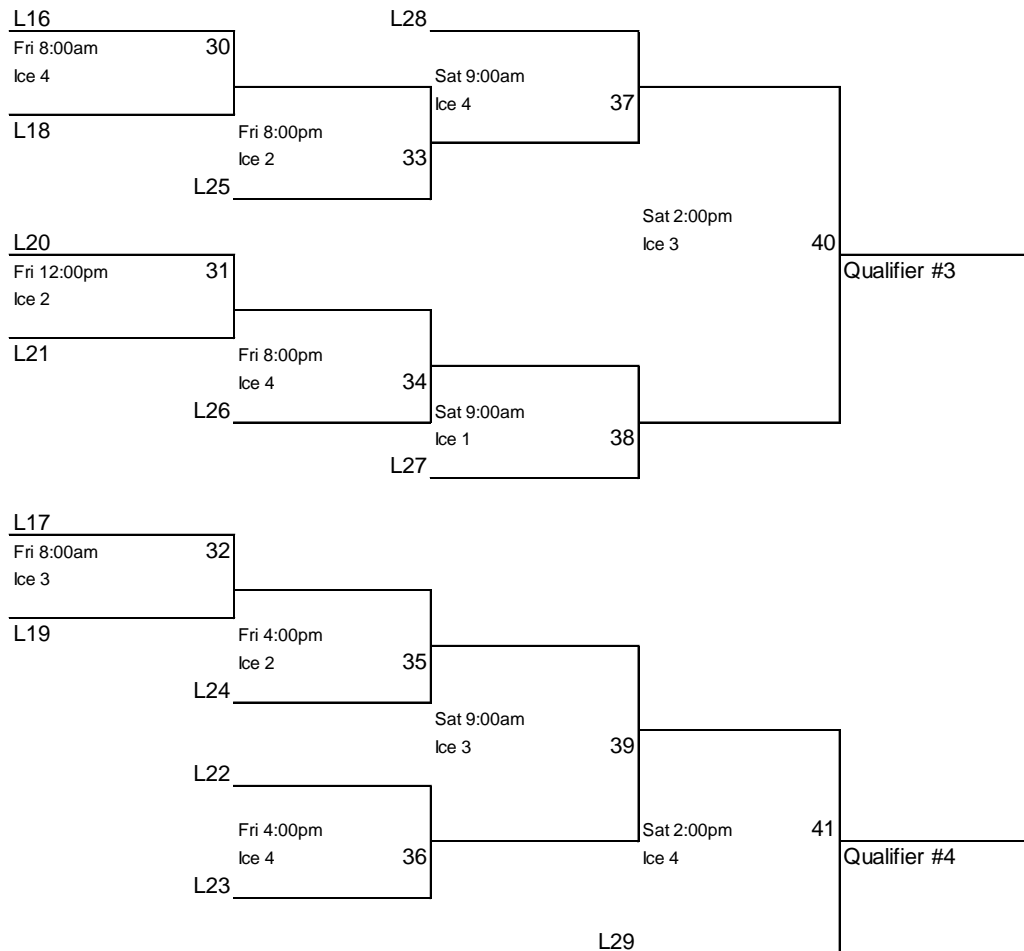 L16
L28
Fri 8:00am
30
Ice 4
Sat 9:00am
Ice 4
37
L18
Fri 8:00pm
Ice 2
33
L25
Sat 2:00pm
Ice 3
40
L20
Fri 12:00pm
31
Qualifier #3
Ice 2
L21
Fri 8:00pm
Ice 4
34
L26
Sat 9:00am
Ice 1
38
L27
L17
Fri 8:00am
32
Ice 3
L19
Fri 4:00pm
Ice 2
35
L24
Sat 9:00am
Ice 3
39
L22
Fri 4:00pm
Sat 2:00pm
41
Ice 4
36
Ice 4
Qualifier #4
L23
L29